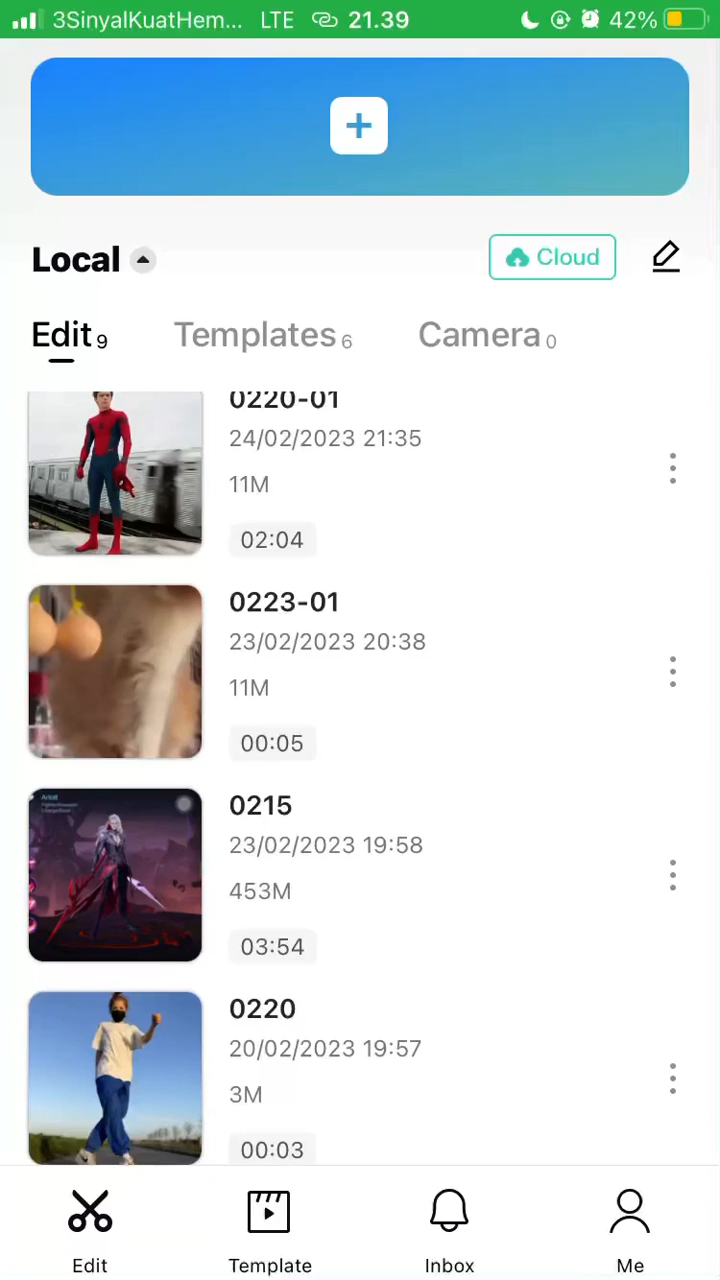 3SinyalKuatHem... LTE 21.39 42%
Local
Cloud
Edit 9 Templates 6 Camera 0
0220-01
24/02/2023 21:35
11M
02:04
0223-01
23/02/2023 20:38
11M
00:05
0215
23/02/2023 19:58
453M
03:54
0220
20/02/2023 19:57
3M
00:03
Edit Template Inbox Me